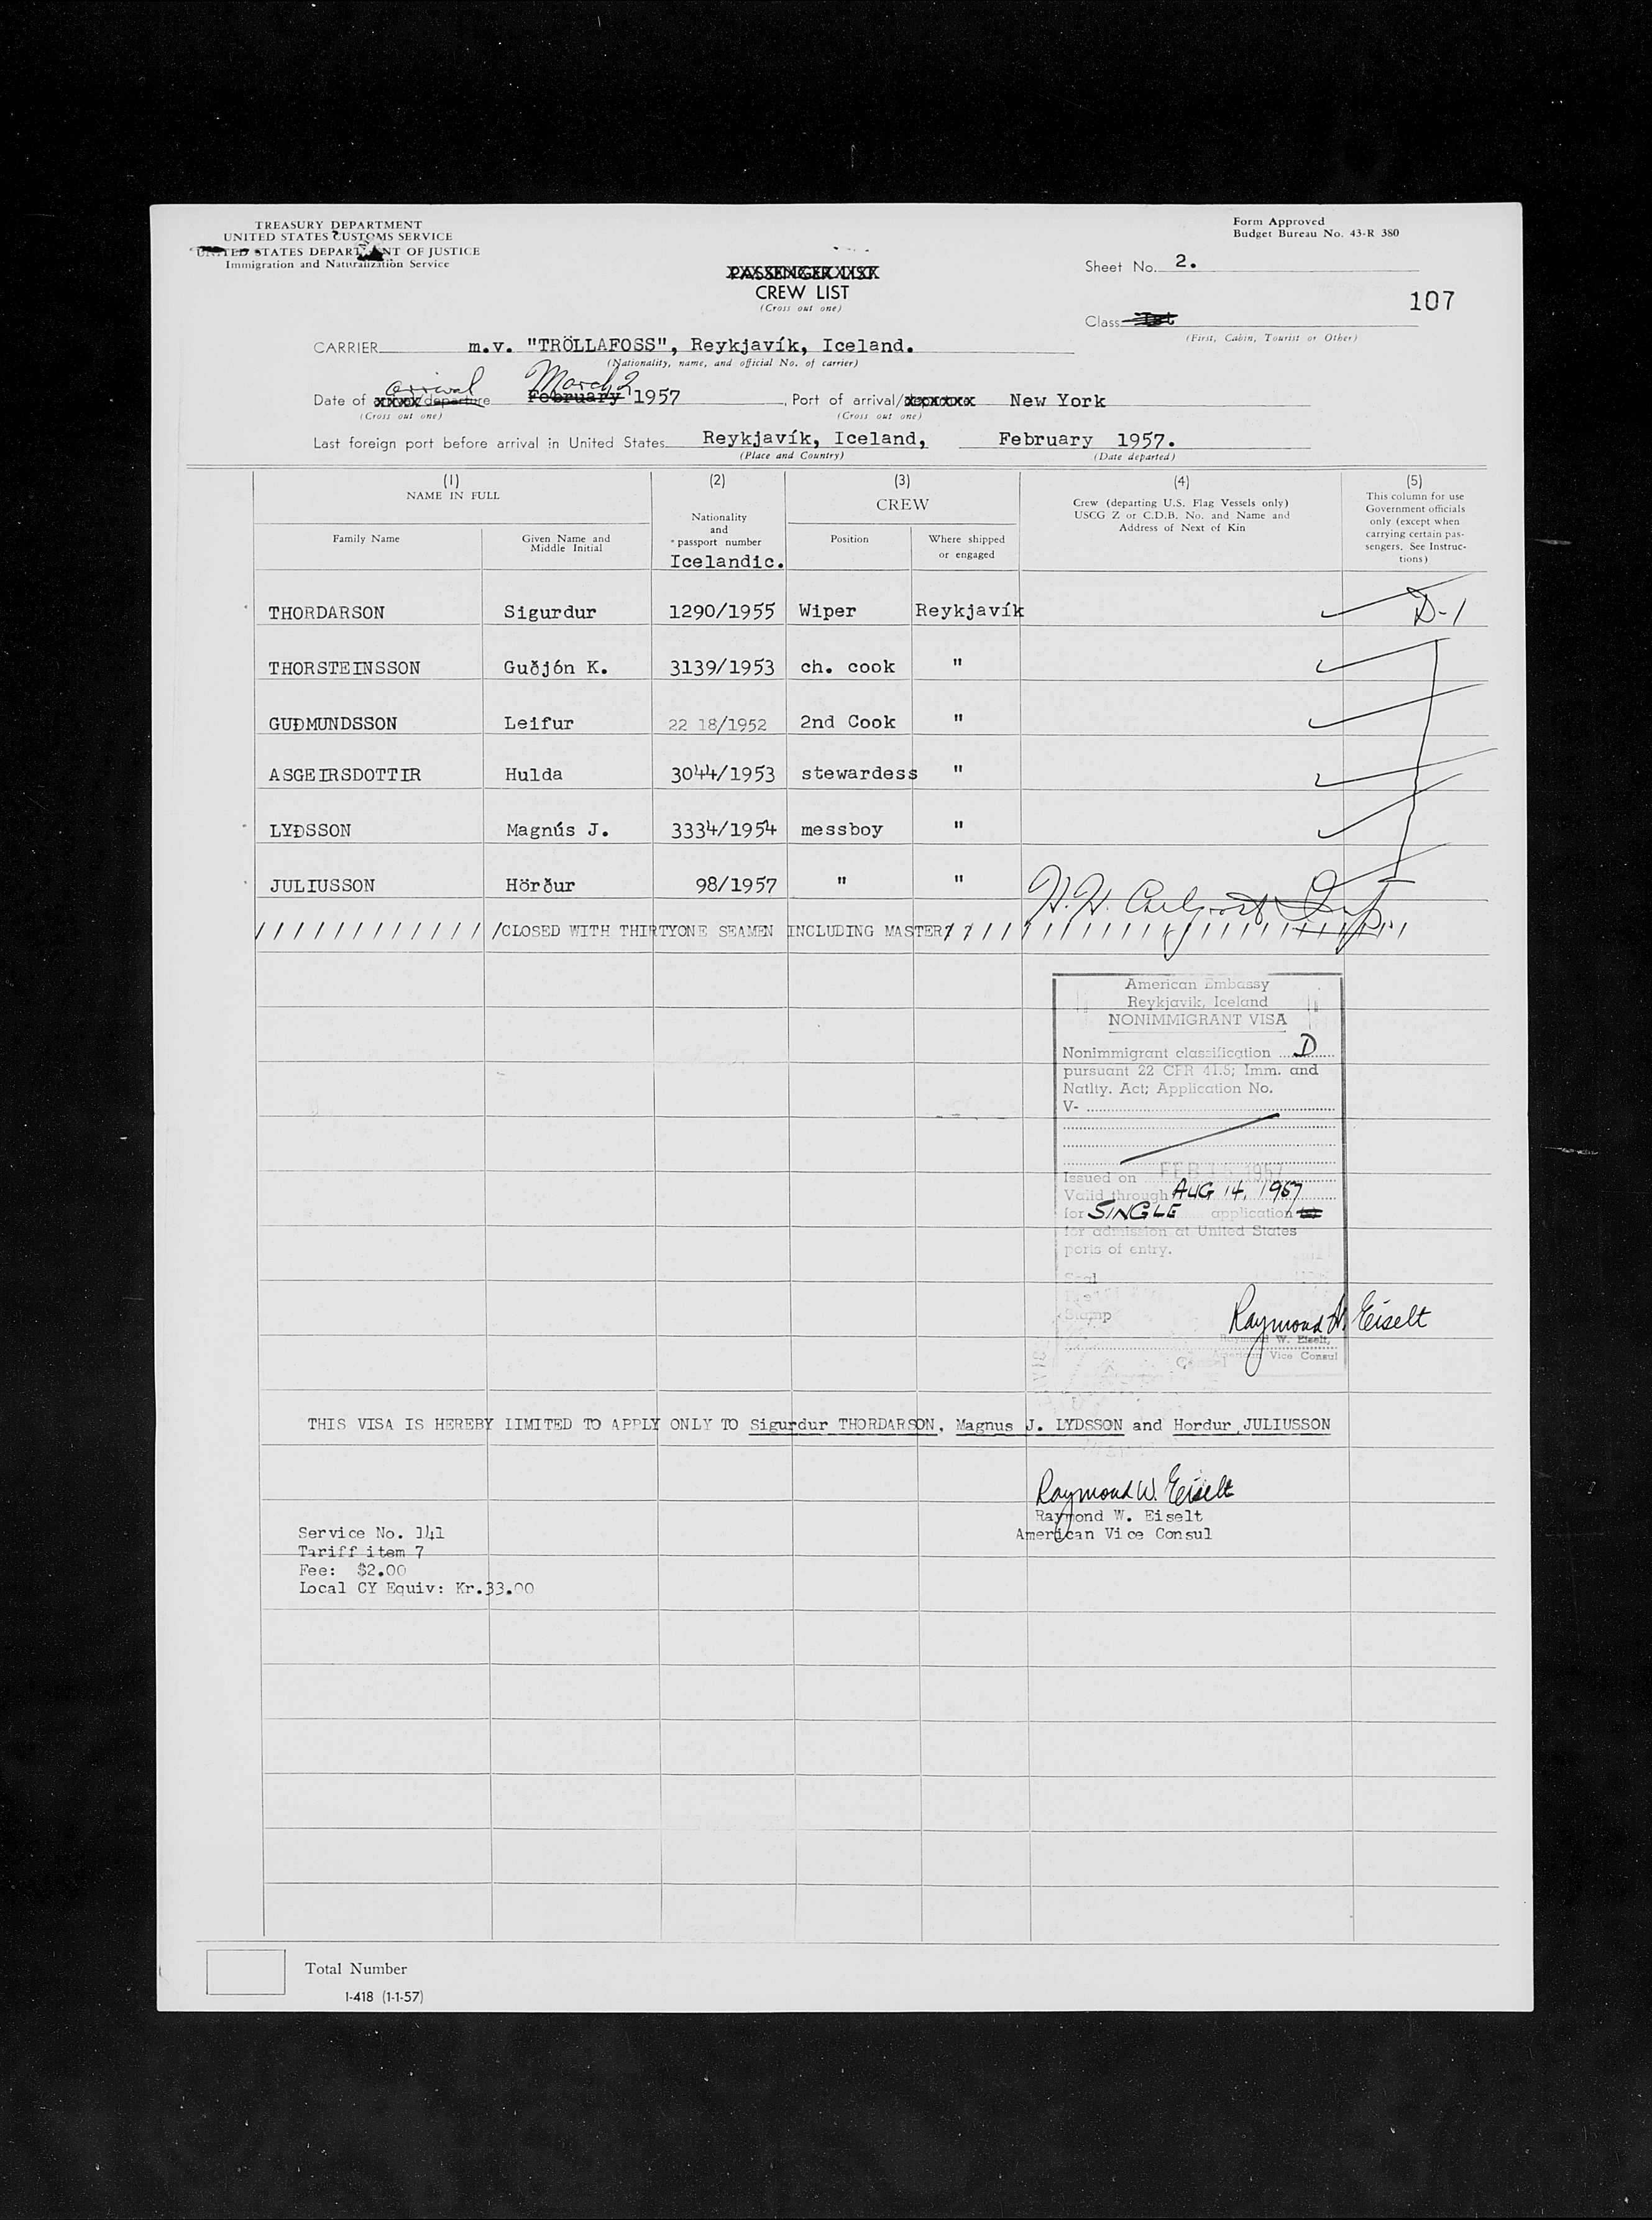 TREASURY DEPARTMENT
UNITED STATES CUSTOMS SERVICE
UNITED STATES DEPARTMENT OF JUSTICE
Immigration and Naturalization Service
Form Approved
Budget Bureau No. 43-R 380
PASSENGER LIST
CREW LIST
(Cross out one)
Sheet No. 2.
107
Class 1st
(First, Cabin, Tourist or Other)
CARRIER m.v. "TRÖLLAFOSS", Reykjavík, Iceland.
(Nationality, name, and official No. of carrier)
arrival March 2
Date of departure February 1957, Port of arrival/ New York
(Cross out one) (Cross out one)
Last foreign port before arrival in United States Reykjavík, Iceland, February 1957.
(Place and Country) (Date departed)
(1) NAME IN FULL
Family Name
Given Name and Middle Initial
(2) Nationality and passport number
Icelandic.
(3) CREW
Position
Where shipped or engaged
(4) Crew (departing U.S. Flag Vessels only) USCG Z or C.D.B. No. and Name and Address of Next of Kin
(5) This column for use Government officials only (except when carrying certain passengers, See Instructions)
THORDARSON Sigurdur 1290/1955 Wiper Reykjavík D-1
THORSTEINSSON Guðjón K. 3139/1953 ch. cook "
GUÐMUNDSSON Leifur 22 18/1952 2nd Cook "
ASGEIRSDOTTIR Hulda 3044/1953 stewardess "
LYÐSSON Magnús J. 3334/1954 messboy "
JULIUSSON Hörður 98/1957 " "
/////////////CLOSED WITH THIRTYONE SEAMEN INCLUDING MASTER/////////////
American Embassy
Reykjavik, Iceland
NONIMMIGRANT VISA
Nonimmigrant classification D
pursuant 22 CFR 41.5; Imm. and
Natlty. Act; Application No.
V-
Issued on FEB 1957
Valid through AUG 14, 1957
for SINGLE application
for admission at United States
ports of entry.
Seal
Stamp
Raymond W. Eiselt
Raymond W. Eiselt,
American Vice Consul
THIS VISA IS HEREBY LIMITED TO APPLY ONLY TO Sigurdur THORDARSON, Magnus J. LYDSSON and Hordur JULIUSSON
Raymond W. Eiselt
Raymond W. Eiselt
American Vice Consul
Service No. 141
Tariff item 7
Fee: $2.00
Local CY Equiv: Kr.33.00
Total Number
I-418 (1-1-57)